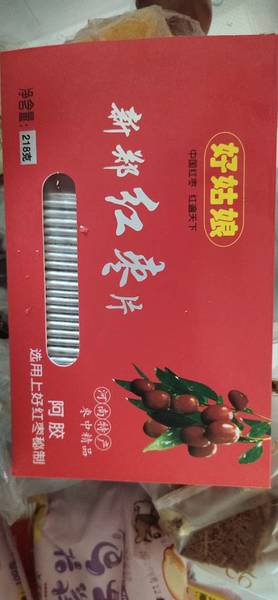 好姑娘
中国红枣 红遍天下
新郑红枣片
净含量:218克
河南特产
枣中精品
阿胶
选用上好红枣秘制